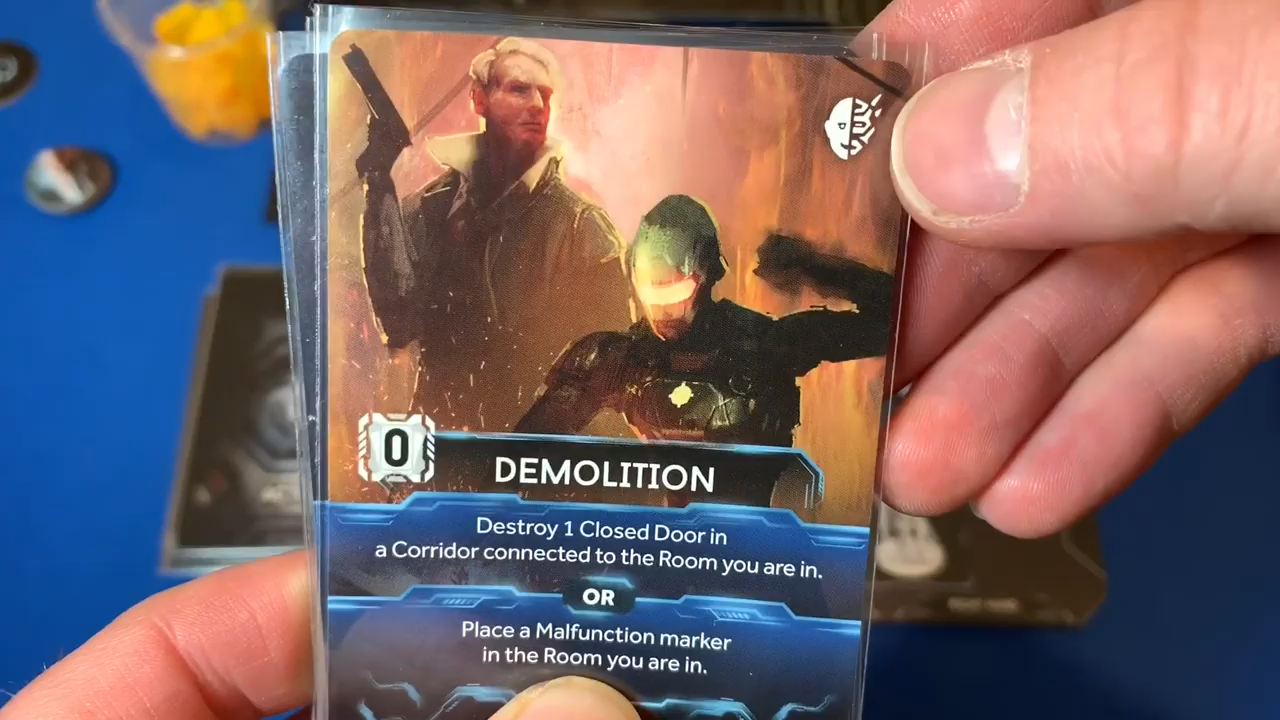 0
DEMOLITION
Destroy 1 Closed Door in
a Corridor connected to the Room you are in.
OR
Place a Malfunction marker
in the Room you are in.